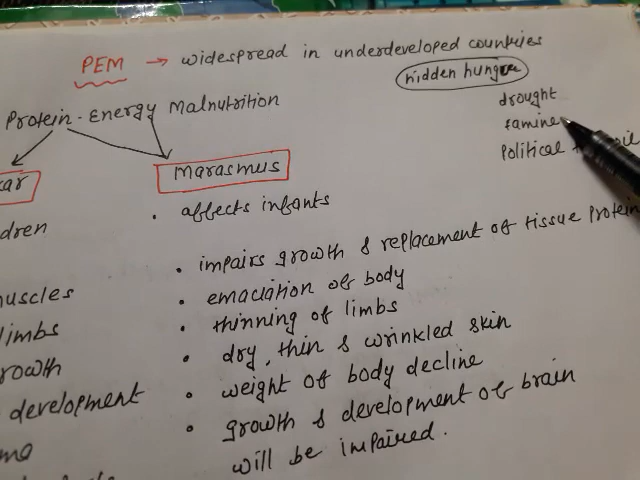 PEM → widespread in underdeveloped countries
hidden hunger
Protein-Energy Malnutrition
drought
famine
Political
Marasmus
dren
• affects infants
• impairs growth & replacement of tissue Protein
muscles
• emaciation of body
limbs
• thinning of limbs
rowth
• dry, thin & wrinkled skin
development
• weight of body decline
• growth & development of brain
will be impaired.